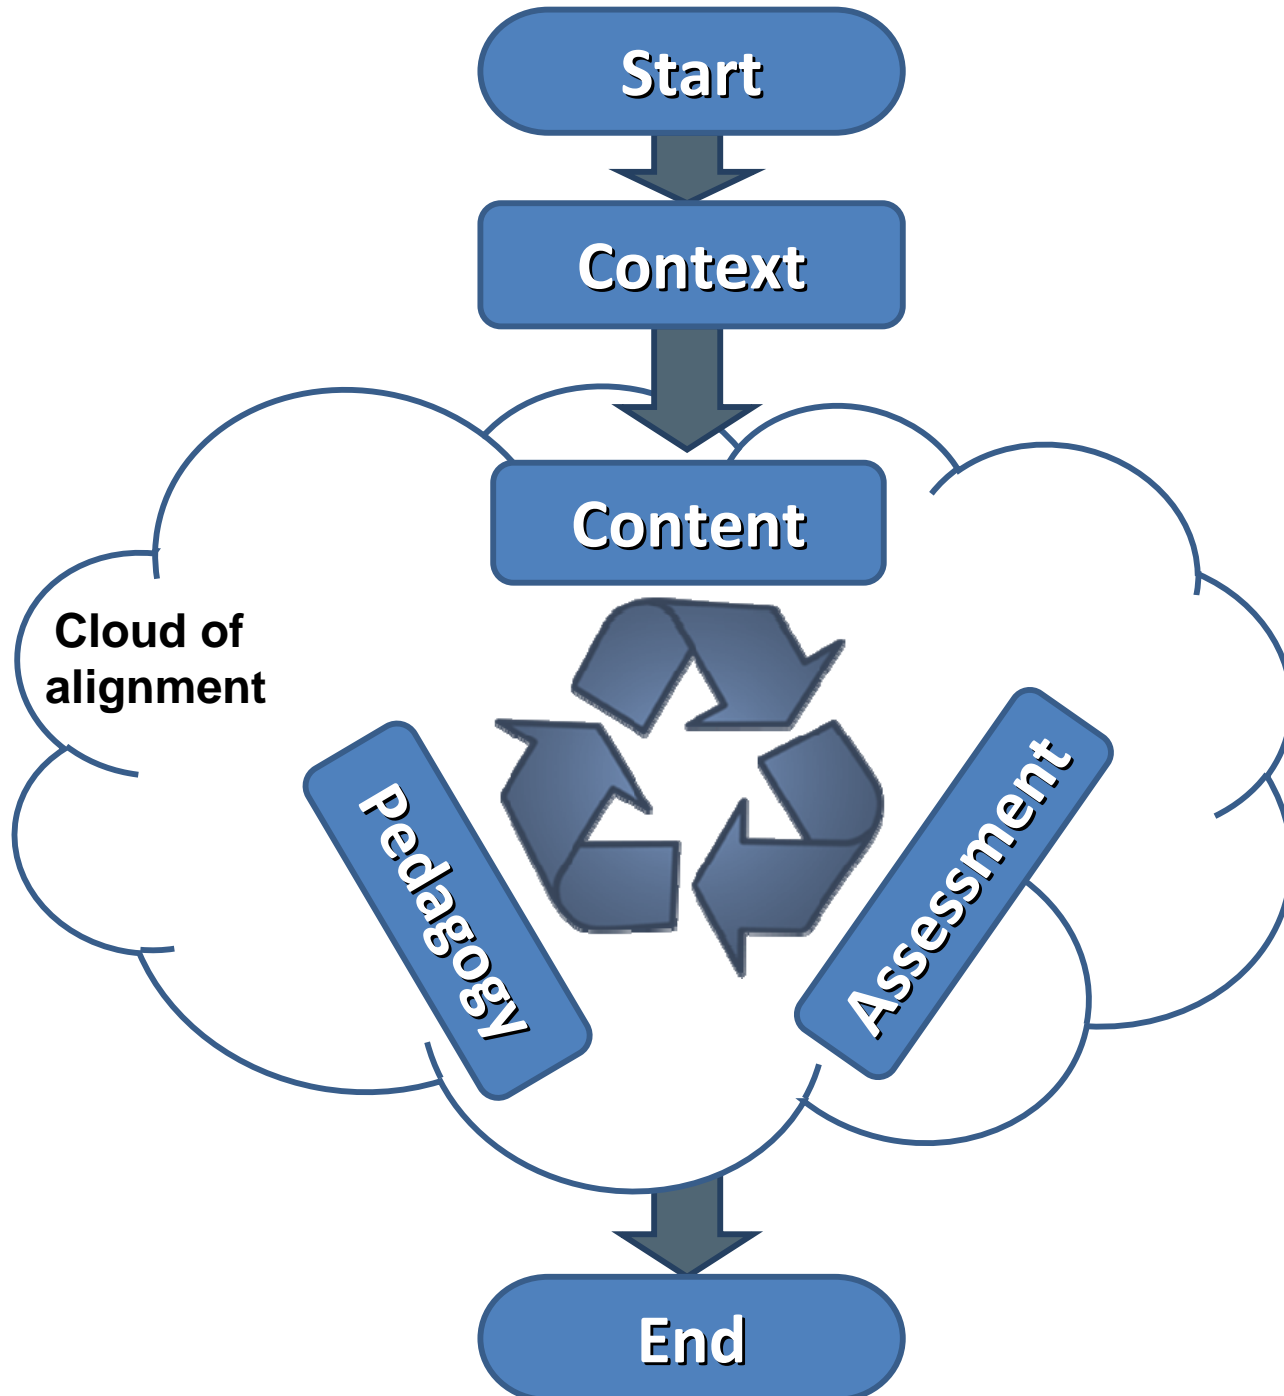 Start
Context
Content
Cloud of
alignment
Pedagogy
Assessment
End